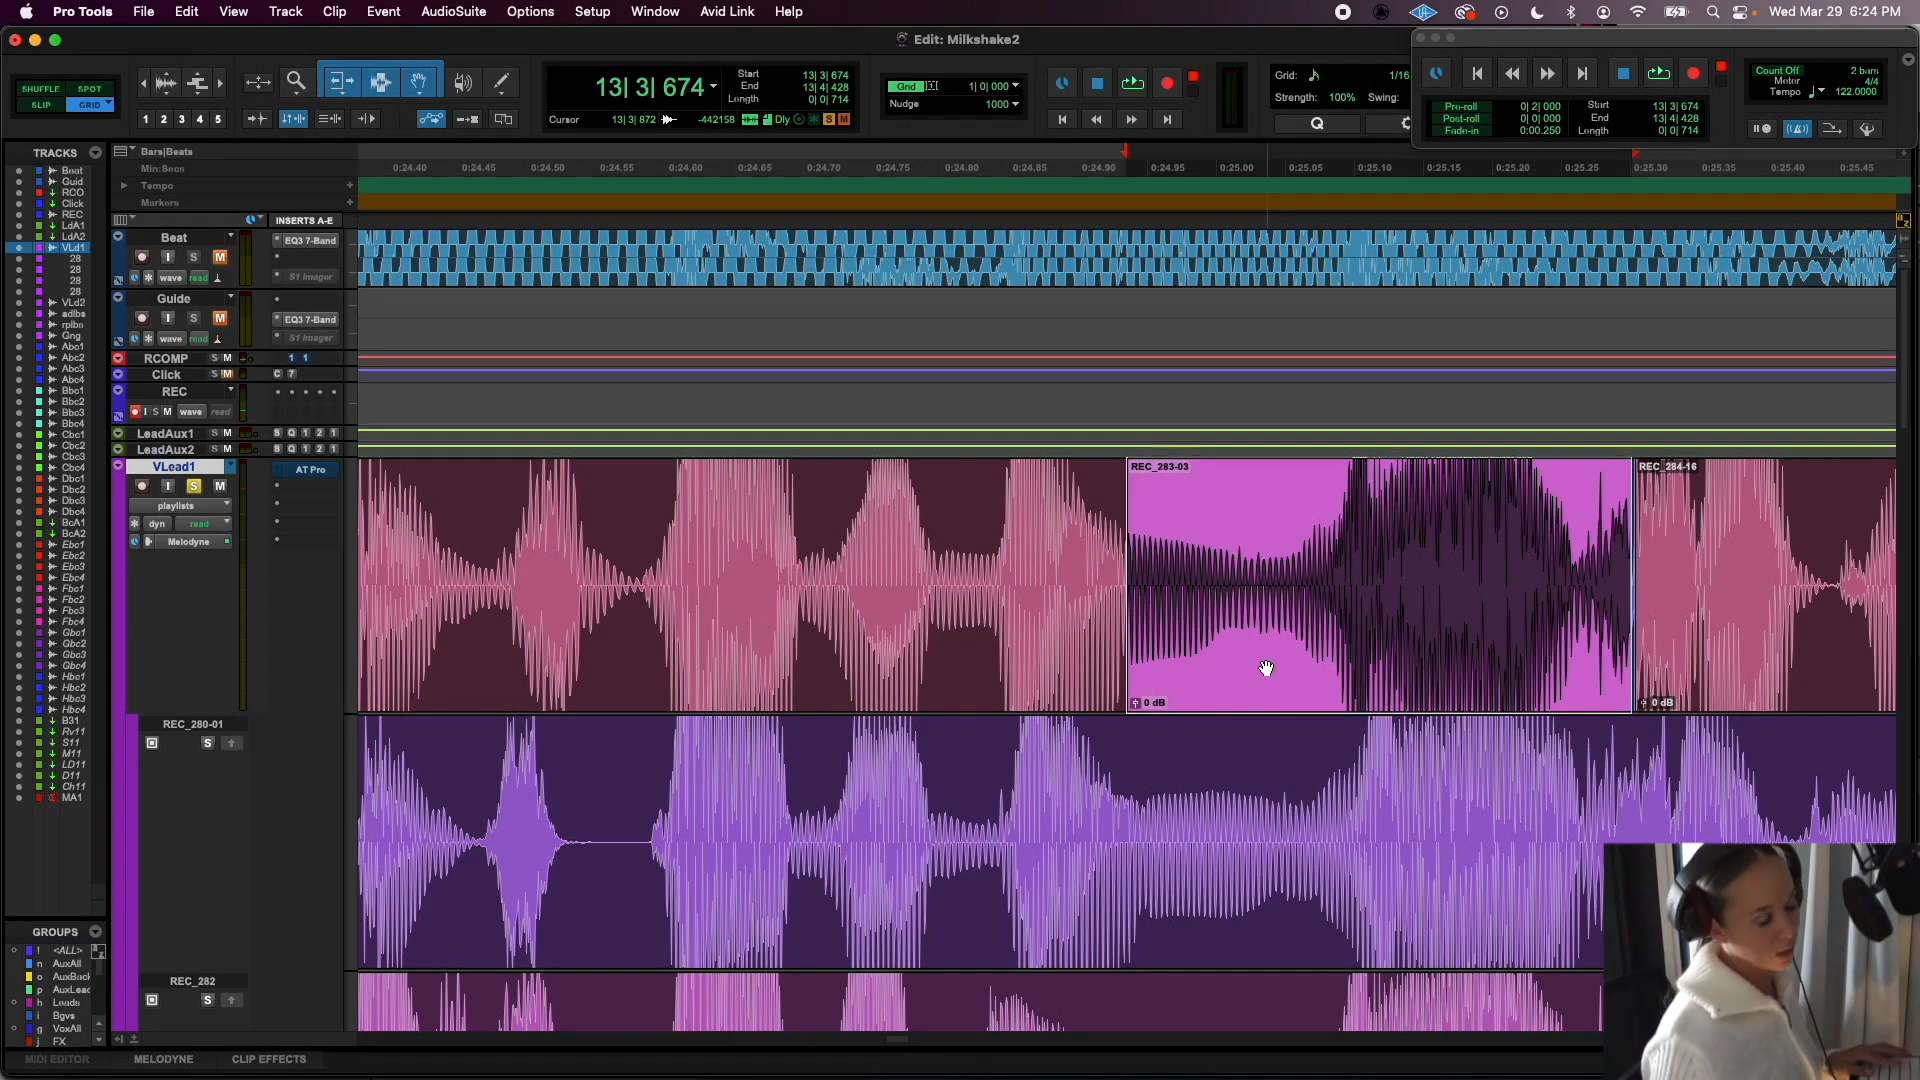 Pro Tools File Edit View Track Clip Event AudioSuite Options Setup Window Avid Link Help Wed Mar 29 6:24 PM
Edit: Milkshake2
SHUFFLE SPOT
SLIP GRID
1 2 3 4 5
13| 3| 674
Start 13| 3| 674
End 13| 4| 428
Length 0| 0| 714
Cursor 13| 3| 872 -442158 Dly S M
Grid 1| 0| 000
Nudge 1000
Grid: 1/16
Strength: 100% Swing:
Q
Count Off 2 bars
Meter 4/4
Tempo 122.0000
Pre-roll 0| 2| 000 Start 13| 3| 674
Post-roll 0| 0| 000 End 13| 4| 428
Fade-in 0:00.250 Length 0| 0| 714
TRACKS
Beat
Guid
RCO
Click
REC
LdA1
LdA2
VLd1
28
28
28
28
VLd2
adlbs
rplbn
Gng
Abc1
Abc2
Abc3
Abc4
Bbc1
Bbc2
Bbc3
Bbc4
Cbc1
Cbc2
Cbc3
Cbc4
Dbc1
Dbc2
Dbc3
Dbc4
BcA1
BcA2
Ebc1
Ebc2
Ebc3
Ebc4
Fbc1
Fbc2
Fbc3
Fbc4
Gbc1
Gbc2
Gbc3
Gbc4
Hbc1
Hbc2
Hbc3
Hbc4
B31
Rv11
S11
M11
LD11
D11
Ch11
MA1
GROUPS
! <ALL>
n AuxAll
o AuxBack
p AuxLead
h Leads
i Bgvs
g VoxAll
j FX
Bars|Beats
Min:Secs
Tempo
Markers
0:24.40 0:24.45 0:24.50 0:24.55 0:24.60 0:24.65 0:24.70 0:24.75 0:24.80 0:24.85 0:24.90 0:24.95 0:25.00 0:25.05 0:25.10 0:25.15 0:25.20 0:25.25 0:25.30 0:25.35 0:25.40 0:25.45
INSERTS A-E
Beat
I S M
wave read
EQ3 7-Band
S1 Imager
Guide
I S M
wave read
EQ3 7-Band
S1 Imager
RCOMP S M 1 1
Click S M C 7
REC
I S M wave read
LeadAux1 S M S Q 1 2 1
LeadAux2 S M S Q 1 2 1
VLead1
I S M
playlists
dyn read
Melodyne
AT Pro
REC_283-03
0 dB
REC_284-16
0 dB
REC_280-01
S
REC_282
S
MIDI EDITOR MELODYNE CLIP EFFECTS